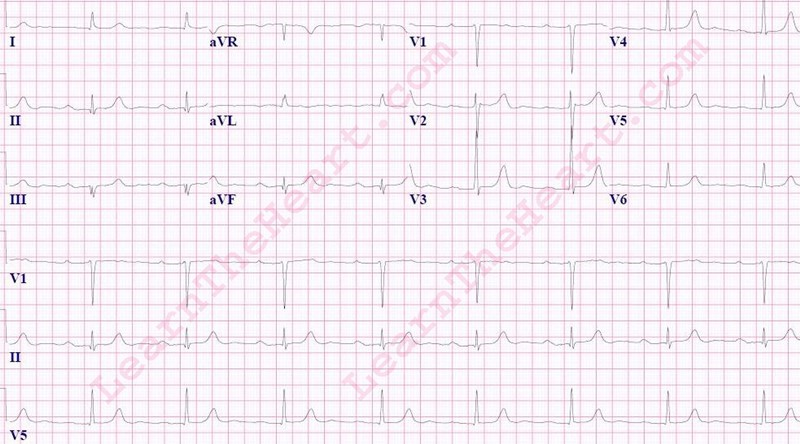 I aVR V1 V4
II aVL V2 V5
III aVF V3 V6
V1
II
V5
LearnTheHeart.com
LearnTheHeart.com